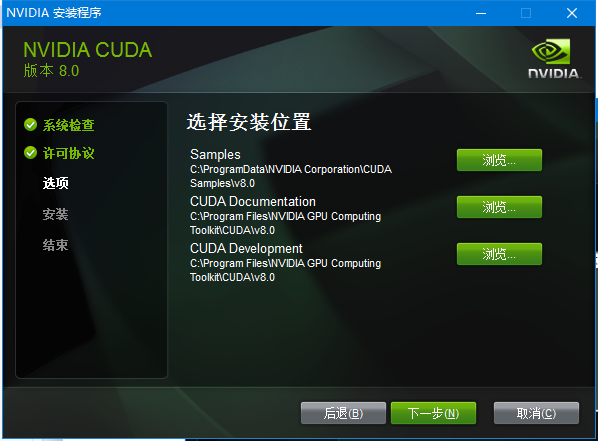 NVIDIA 安装程序
NVIDIA CUDA
版本 8.0
NVIDIA.
系统检查
许可协议
选项
安装
结束
选择安装位置
Samples
C:\ProgramData\NVIDIA Corporation\CUDA
Samples\v8.0
浏览...
CUDA Documentation
C:\Program Files\NVIDIA GPU Computing
Toolkit\CUDA\v8.0
浏览...
CUDA Development
C:\Program Files\NVIDIA GPU Computing
Toolkit\CUDA\v8.0
浏览...
后退(B) 下一步(N) 取消(C)